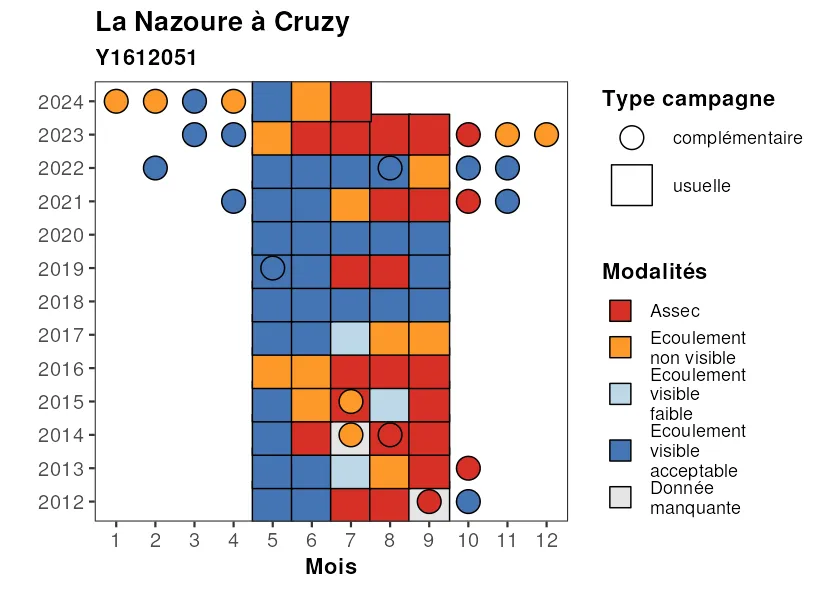 La Nazoure à Cruzy
Y1612051
2024
2023
2022
2021
2020
2019
2018
2017
2016
2015
2014
2013
2012
1 2 3 4 5 6 7 8 9 10 11 12
Mois
Type campagne
complémentaire
usuelle
Modalités
Assec
Ecoulement
non visible
Ecoulement
visible
faible
Ecoulement
visible
acceptable
Donnée
manquante